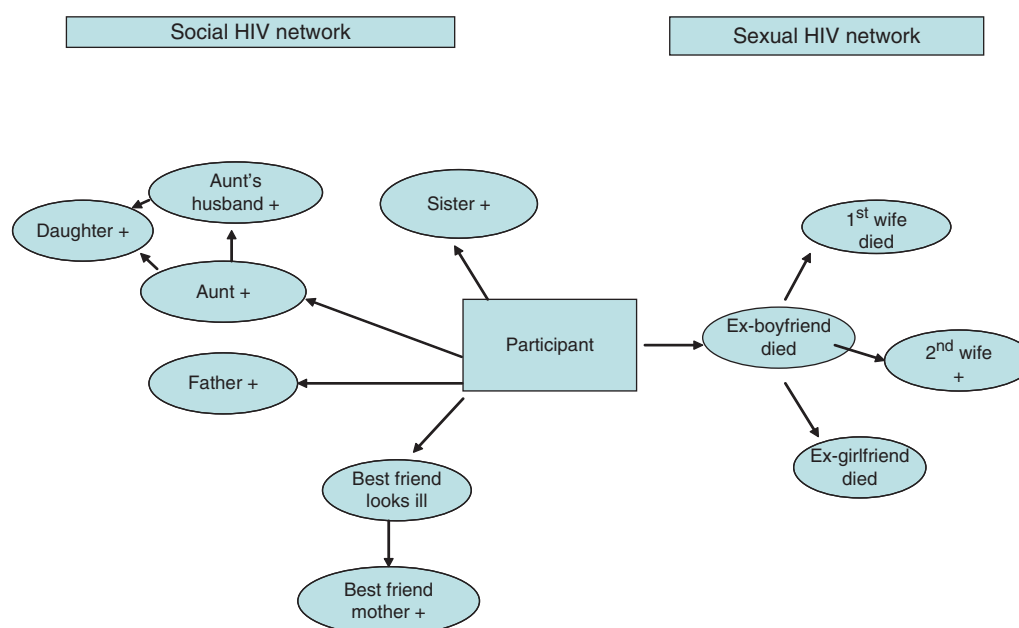 Social HIV network
Sexual HIV network
Aunt's
husband +
Daughter +
Aunt +
Father +
Sister +
Participant
Best friend
looks ill
Best friend
mother +
Ex-boyfriend
died
1st wife
died
2nd wife
+
Ex-girlfriend
died